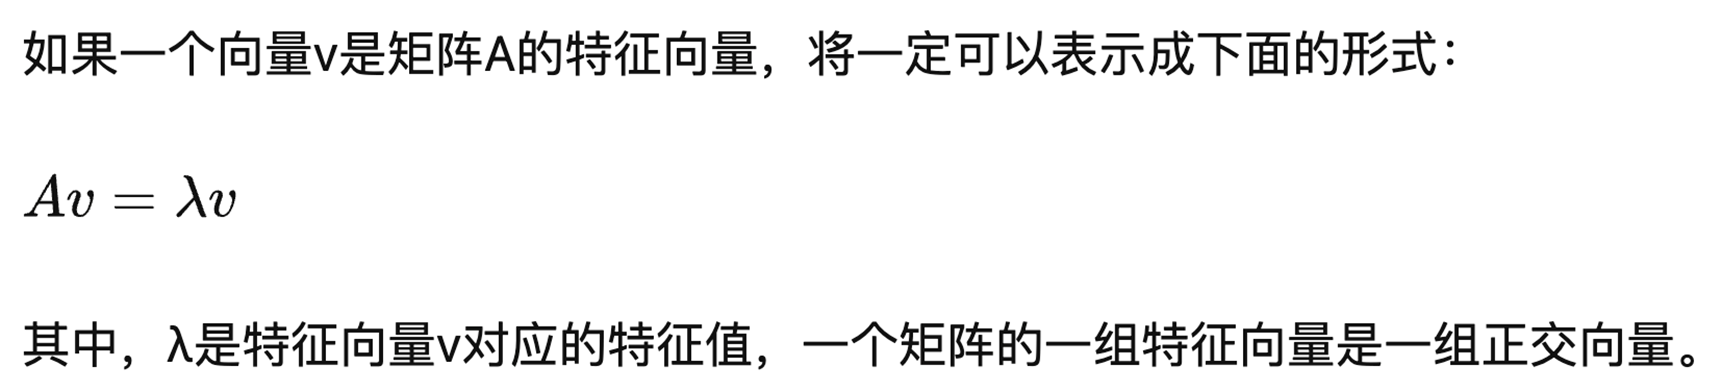 如果一个向量v是矩阵A的特征向量，将一定可以表示成下面的形式：
Av = λv
其中，λ是特征向量v对应的特征值，一个矩阵的一组特征向量是一组正交向量。